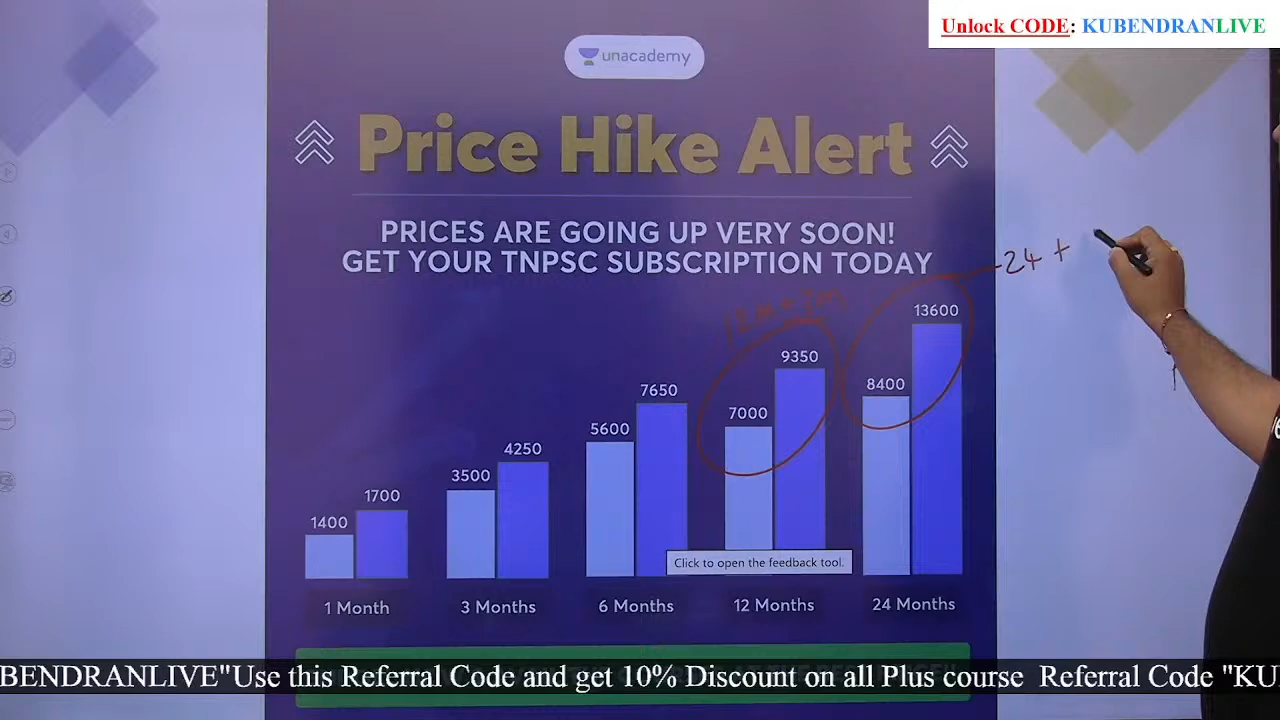 Unlock CODE: KUBENDRANLIVE
unacademy
Price Hike Alert
PRICES ARE GOING UP VERY SOON!
GET YOUR TNPSC SUBSCRIPTION TODAY
24 +
12M + 2m
13600
9350
8400
7650
7000
5600
4250
3500
1700
1400
Click to open the feedback tool.
1 Month
3 Months
6 Months
12 Months
24 Months
BENDRANLIVE"Use this Referral Code and get 10% Discount on all Plus course Referral Code "KU